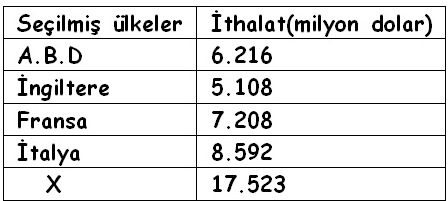 Seçilmiş ülkeler İthalat(milyon dolar)
A.B.D 6.216
İngiltere 5.108
Fransa 7.208
İtalya 8.592
X 17.523